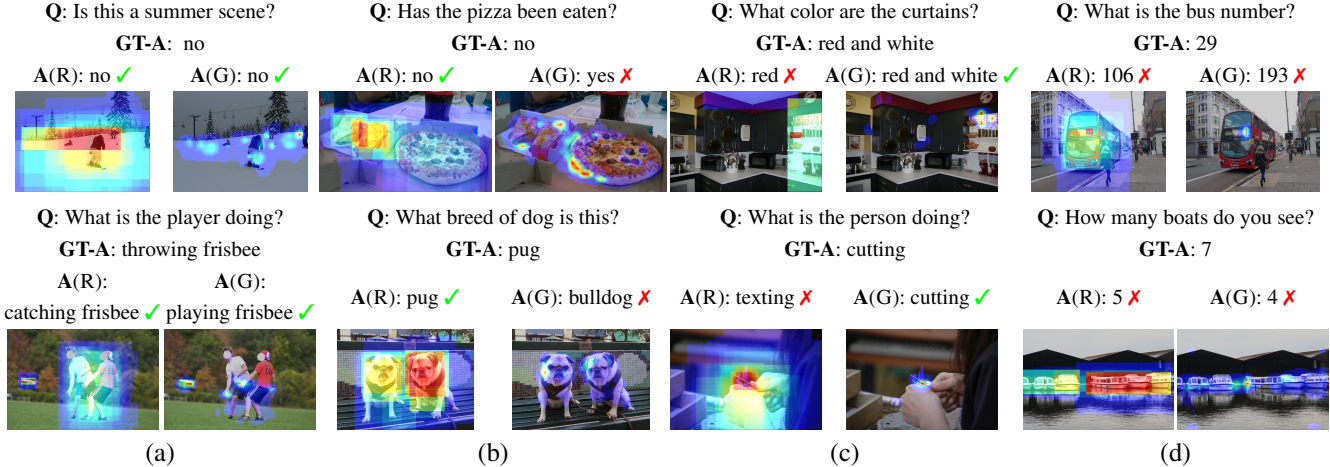 Q: Is this a summer scene?
GT-A: no
A(R): no ✓ A(G): no ✓
Q: What is the player doing?
GT-A: throwing frisbee
A(R): A(G):
catching frisbee ✓ playing frisbee ✓
(a)
Q: Has the pizza been eaten?
GT-A: no
A(R): no ✓ A(G): yes ✗
Q: What breed of dog is this?
GT-A: pug
A(R): pug ✓ A(G): bulldog ✗
(b)
Q: What color are the curtains?
GT-A: red and white
A(R): red ✗ A(G): red and white ✓
Q: What is the person doing?
GT-A: cutting
A(R): texting ✗ A(G): cutting ✓
(c)
Q: What is the bus number?
GT-A: 29
A(R): 106 ✗ A(G): 193 ✗
Q: How many boats do you see?
GT-A: 7
A(R): 5 ✗ A(G): 4 ✗
(d)